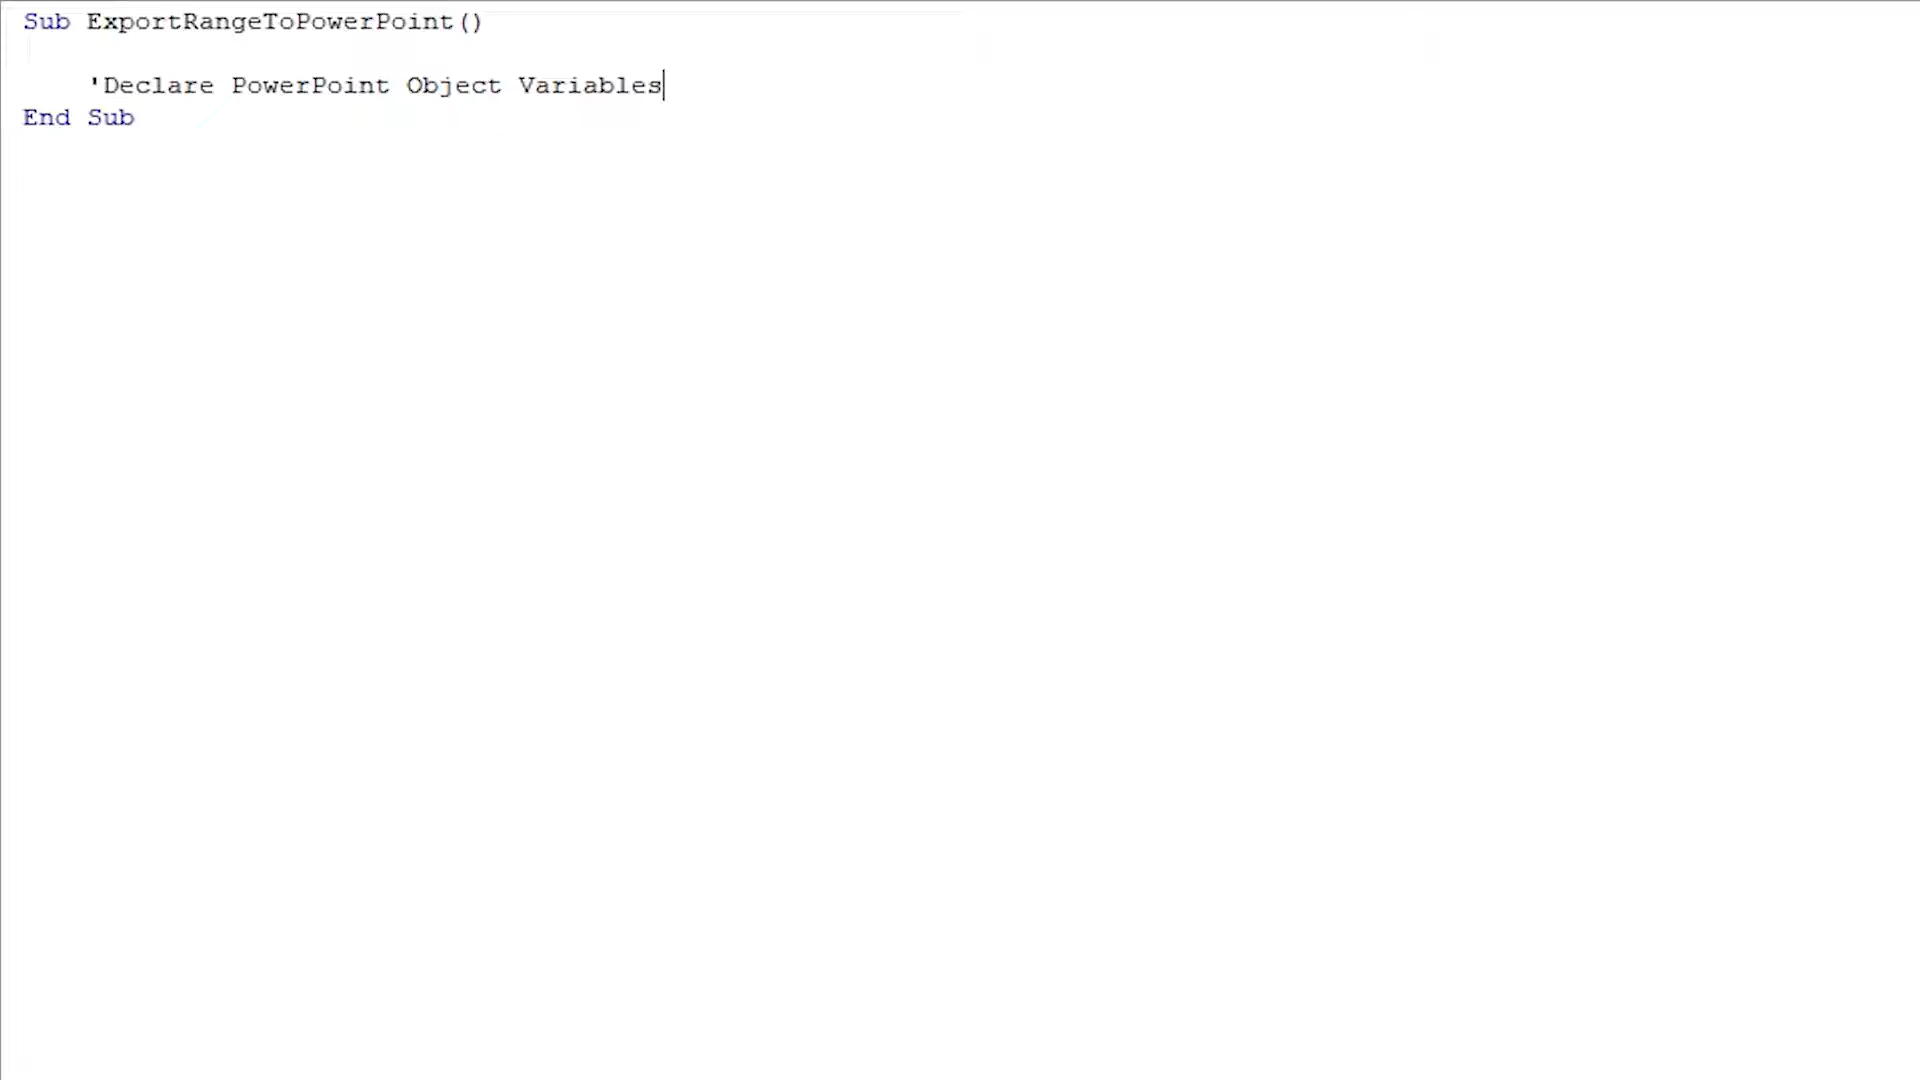 Sub ExportRangeToPowerPoint()
'Declare PowerPoint Object Variables
End Sub